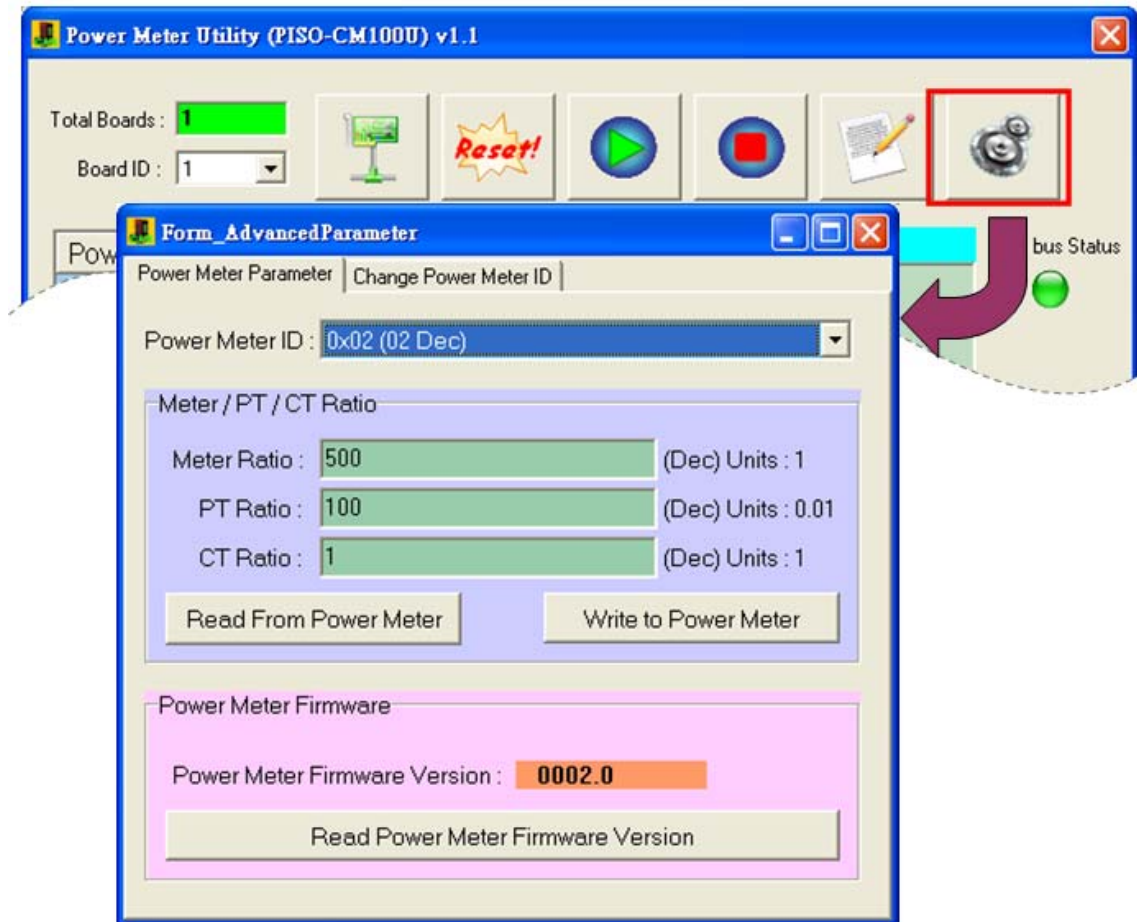 Power Meter Utility (PISO-CM100U) v1.1
Total Boards : 1
Board ID : 1
Reset!
Form_AdvancedParameter
Pow
bus Status
Power Meter Parameter
Change Power Meter ID
Power Meter ID : 0x02 (02 Dec)
Meter / PT / CT Ratio
Meter Ratio : 500 (Dec) Units : 1
PT Ratio : 100 (Dec) Units : 0.01
CT Ratio : 1 (Dec) Units : 1
Read From Power Meter
Write to Power Meter
Power Meter Firmware
Power Meter Firmware Version : 0002.0
Read Power Meter Firmware Version